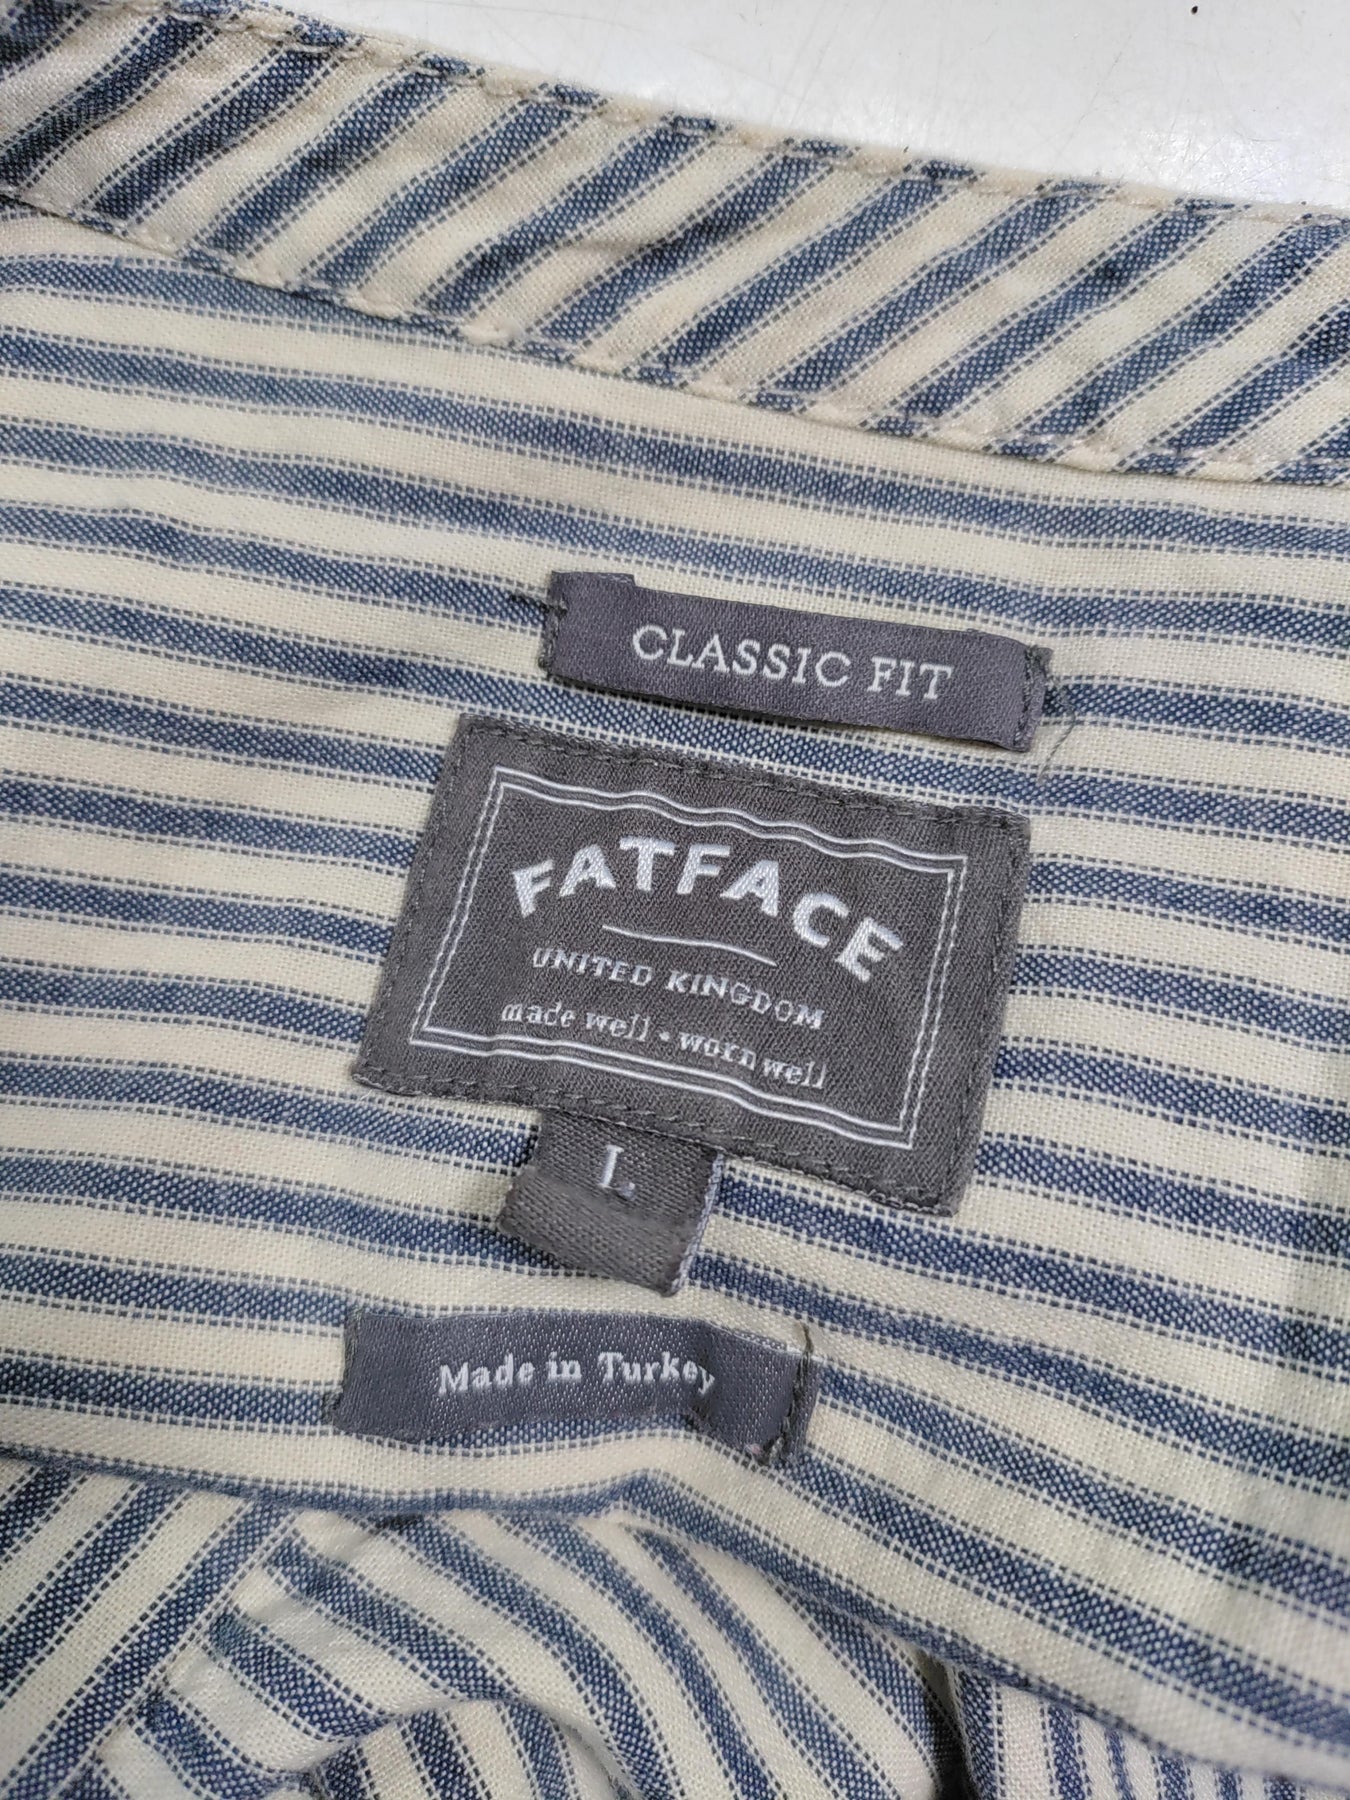 CLASSIC FIT
FATFACE
UNITED KINGDOM
made well • worn well
L
Made in Turkey